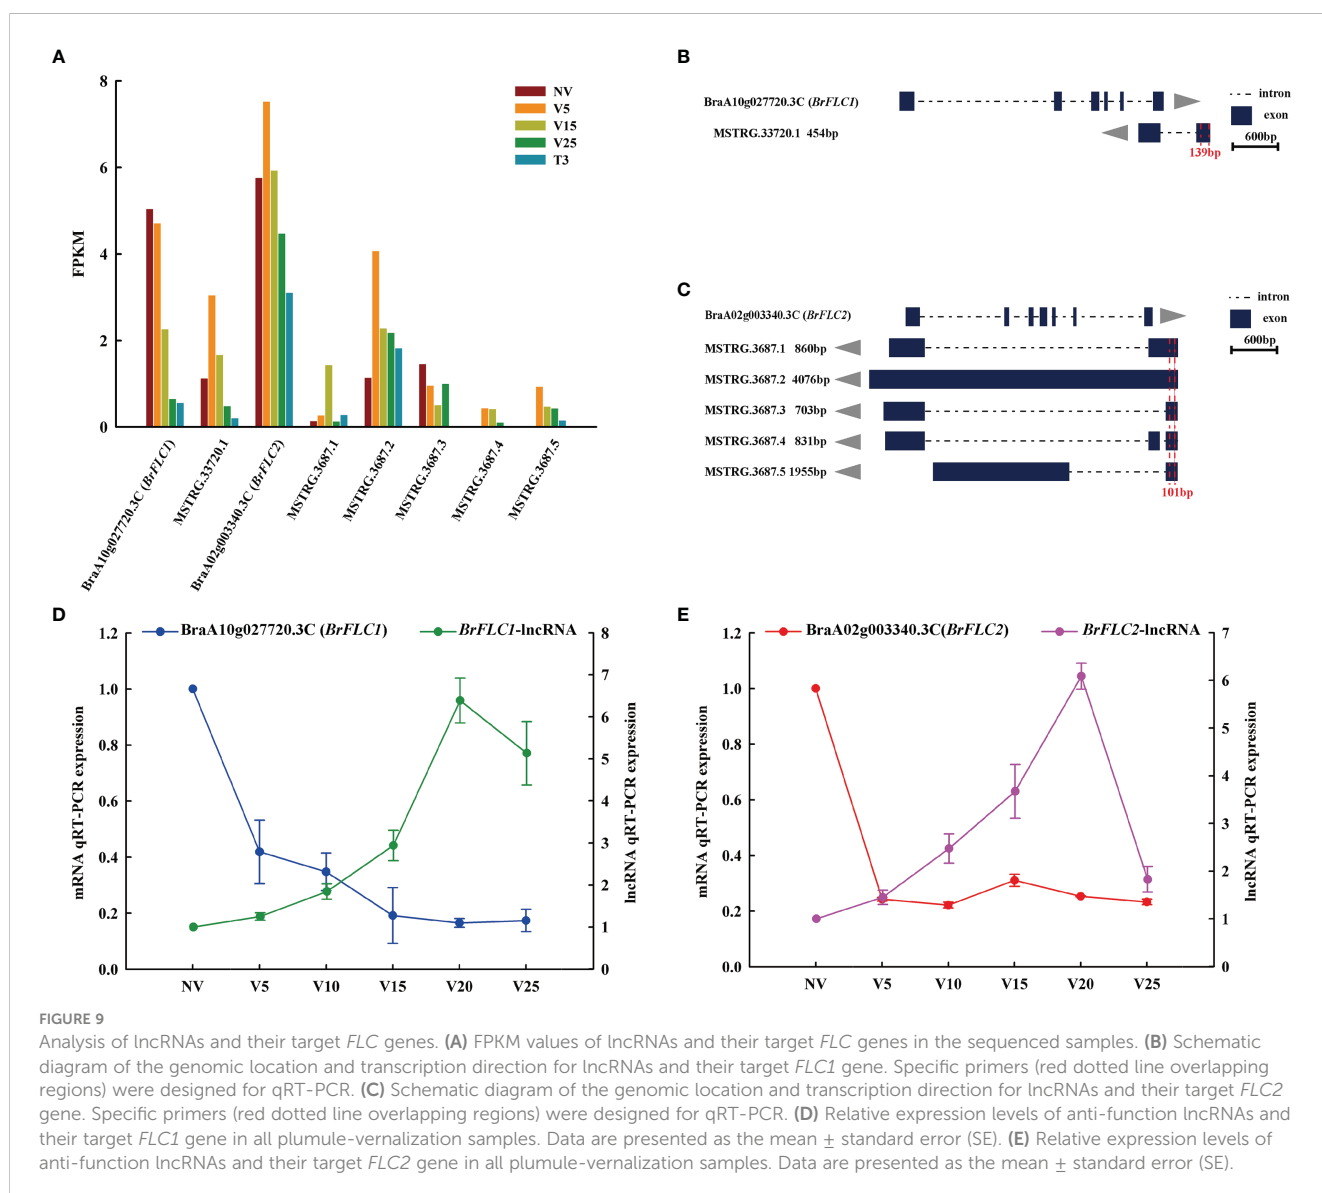 A
8
6
4
2
0
FPKM
NV
V5
V15
V25
T3
BraA10g027720.3C (BrFLC1)
MSTRG.33720.1
BraA02g003340.3C (BrFLC2)
MSTRG.3687.1
MSTRG.3687.2
MSTRG.3687.3
MSTRG.3687.4
MSTRG.3687.5
B
BraA10g027720.3C (BrFLC1)
MSTRG.33720.1 454bp
139bp
intron
exon
600bp
C
BraA02g003340.3C (BrFLC2)
MSTRG.3687.1 860bp
MSTRG.3687.2 4076bp
MSTRG.3687.3 703bp
MSTRG.3687.4 831bp
MSTRG.3687.5 1955bp
101bp
intron
exon
600bp
D
BraA10g027720.3C (BrFLC1)
BrFLC1-lncRNA
1.2
1.0
0.8
0.6
0.4
0.2
0.0
mRNA qRT-PCR expression
8
7
6
5
4
3
2
1
0
lncRNA qRT-PCR expression
NV V5 V10 V15 V20 V25
E
BraA02g003340.3C(BrFLC2)
BrFLC2-lncRNA
1.2
1.0
0.8
0.6
0.4
0.2
0.0
mRNA qRT-PCR expression
7
6
5
4
3
2
1
0
lncRNA qRT-PCR expression
NV V5 V10 V15 V20 V25
FIGURE 9
Analysis of lncRNAs and their target FLC genes. (A) FPKM values of lncRNAs and their target FLC genes in the sequenced samples. (B) Schematic
diagram of the genomic location and transcription direction for lncRNAs and their target FLC1 gene. Specific primers (red dotted line overlapping
regions) were designed for qRT-PCR. (C) Schematic diagram of the genomic location and transcription direction for lncRNAs and their target FLC2
gene. Specific primers (red dotted line overlapping regions) were designed for qRT-PCR. (D) Relative expression levels of anti-function lncRNAs and
their target FLC1 gene in all plumule-vernalization samples. Data are presented as the mean ± standard error (SE). (E) Relative expression levels of
anti-function lncRNAs and their target FLC2 gene in all plumule-vernalization samples. Data are presented as the mean ± standard error (SE).